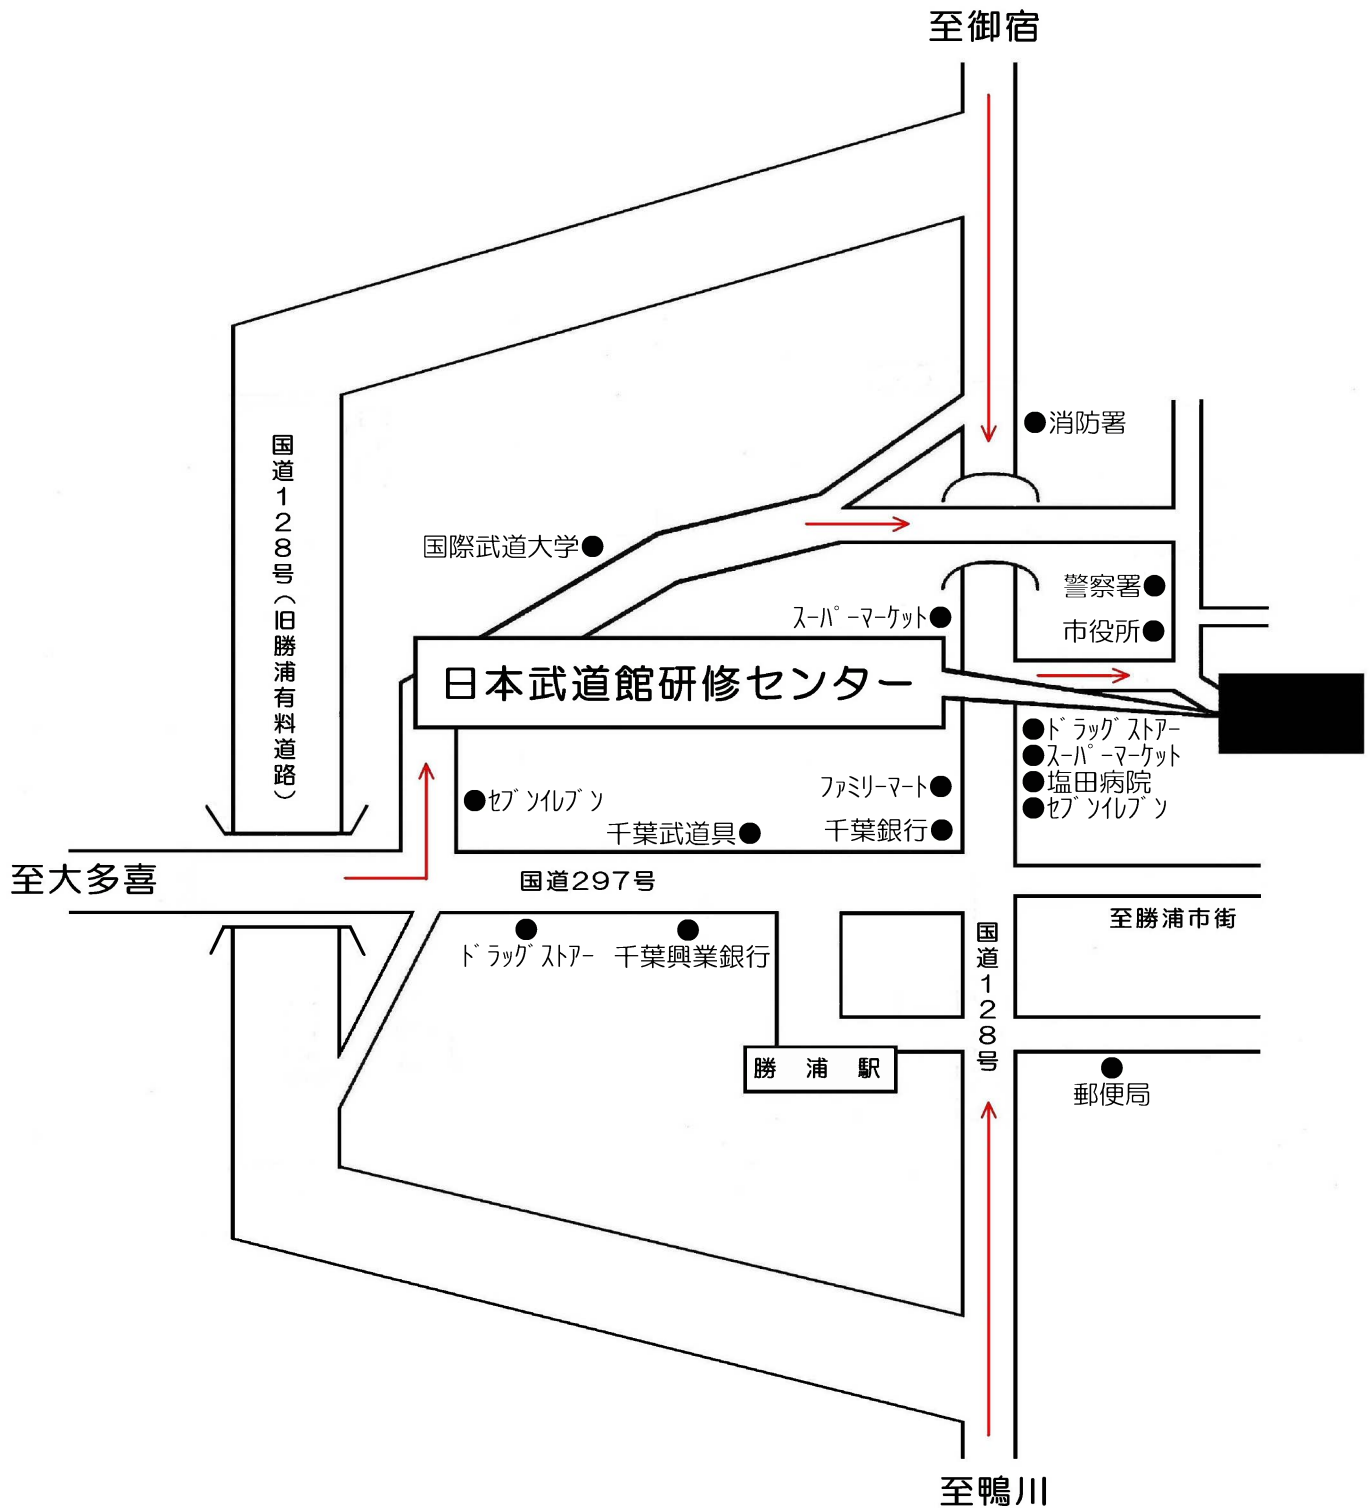 至御宿
消防署
国道128号(旧勝浦有料道路)
国際武道大学
警察署
スーパーマーケット
市役所
日本武道館研修センター
ドラッグストアー
スーパーマーケット
塩田病院
セブンイレブン
ファミリーマート
セブンイレブン
千葉武道具
千葉銀行
至大多喜
国道297号
至勝浦市街
国道128号
ドラッグストアー
千葉興業銀行
勝浦駅
郵便局
至鴨川